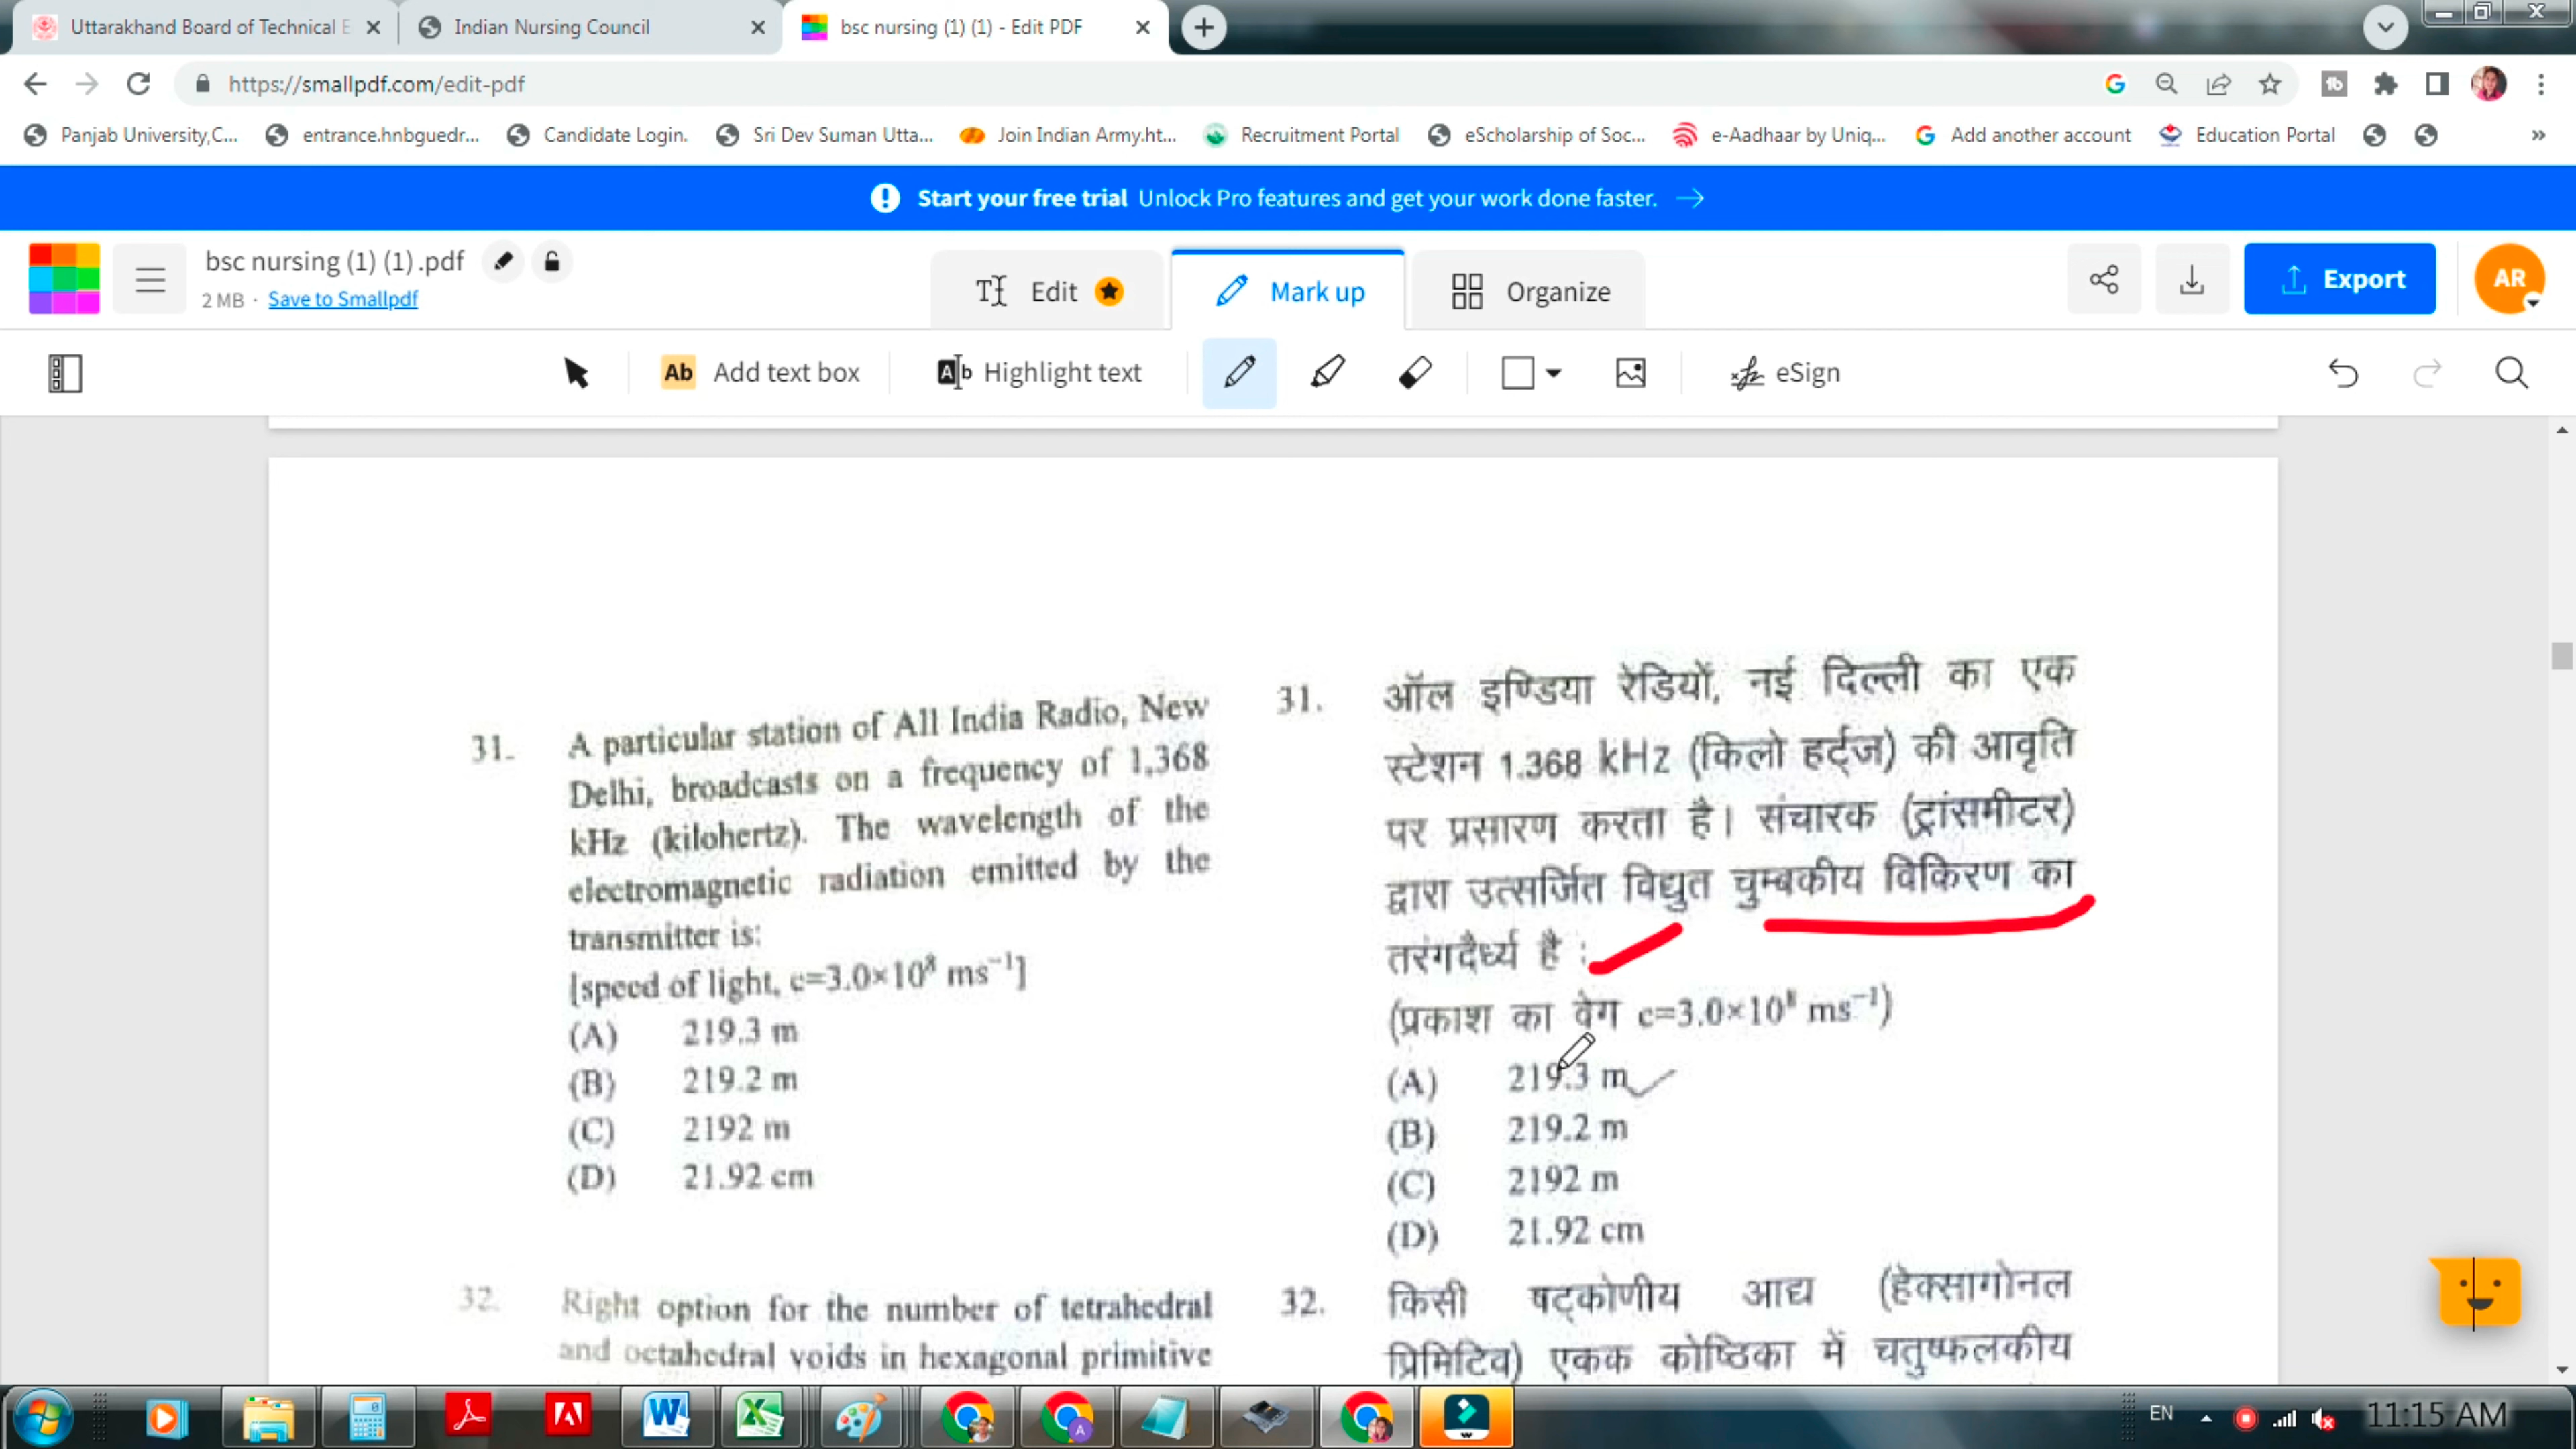 Uttarakhand Board of Technical E
Indian Nursing Council
bsc nursing (1) (1) - Edit PDF
https://smallpdf.com/edit-pdf
Panjab University,C...
entrance.hnbguedr...
Candidate Login.
Sri Dev Suman Utta...
Join Indian Army.ht...
Recruitment Portal
eScholarship of Soc...
e-Aadhaar by Uniq...
Add another account
Education Portal
»
Start your free trial Unlock Pro features and get your work done faster. →
bsc nursing (1) (1).pdf
2 MB · Save to Smallpdf
Edit
Mark up
Organize
Export
AR
Ab Add text box
Highlight text
eSign
31. A particular station of All India Radio, New
Delhi, broadcasts on a frequency of 1,368
kHz (kilohertz). The wavelength of the
electromagnetic radiation emitted by the
transmitter is:
[speed of light, c=3.0×10⁸ ms⁻¹]
(A) 219.3 m
(B) 219.2 m
(C) 2192 m
(D) 21.92 cm
32. Right option for the number of tetrahedral
and octahedral voids in hexagonal primitive
31. ऑल इण्डिया रेडियों, नई दिल्ली का एक
स्टेशन 1.368 kHz (किलो हर्ट्ज) की आवृति
पर प्रसारण करता है। संचारक (ट्रांसमीटर)
द्वारा उत्सर्जित विद्युत चुम्बकीय विकिरण का
तरंगदैर्ध्य है :
(प्रकाश का वेग c=3.0×10⁸ ms⁻¹)
(A) 219.3 m
(B) 219.2 m
(C) 2192 m
(D) 21.92 cm
32. किसी षट्कोणीय आद्य (हेक्सागोनल
प्रिमिटिव) एकक कोष्ठिका में चतुष्फलकीय
EN
11:15 AM